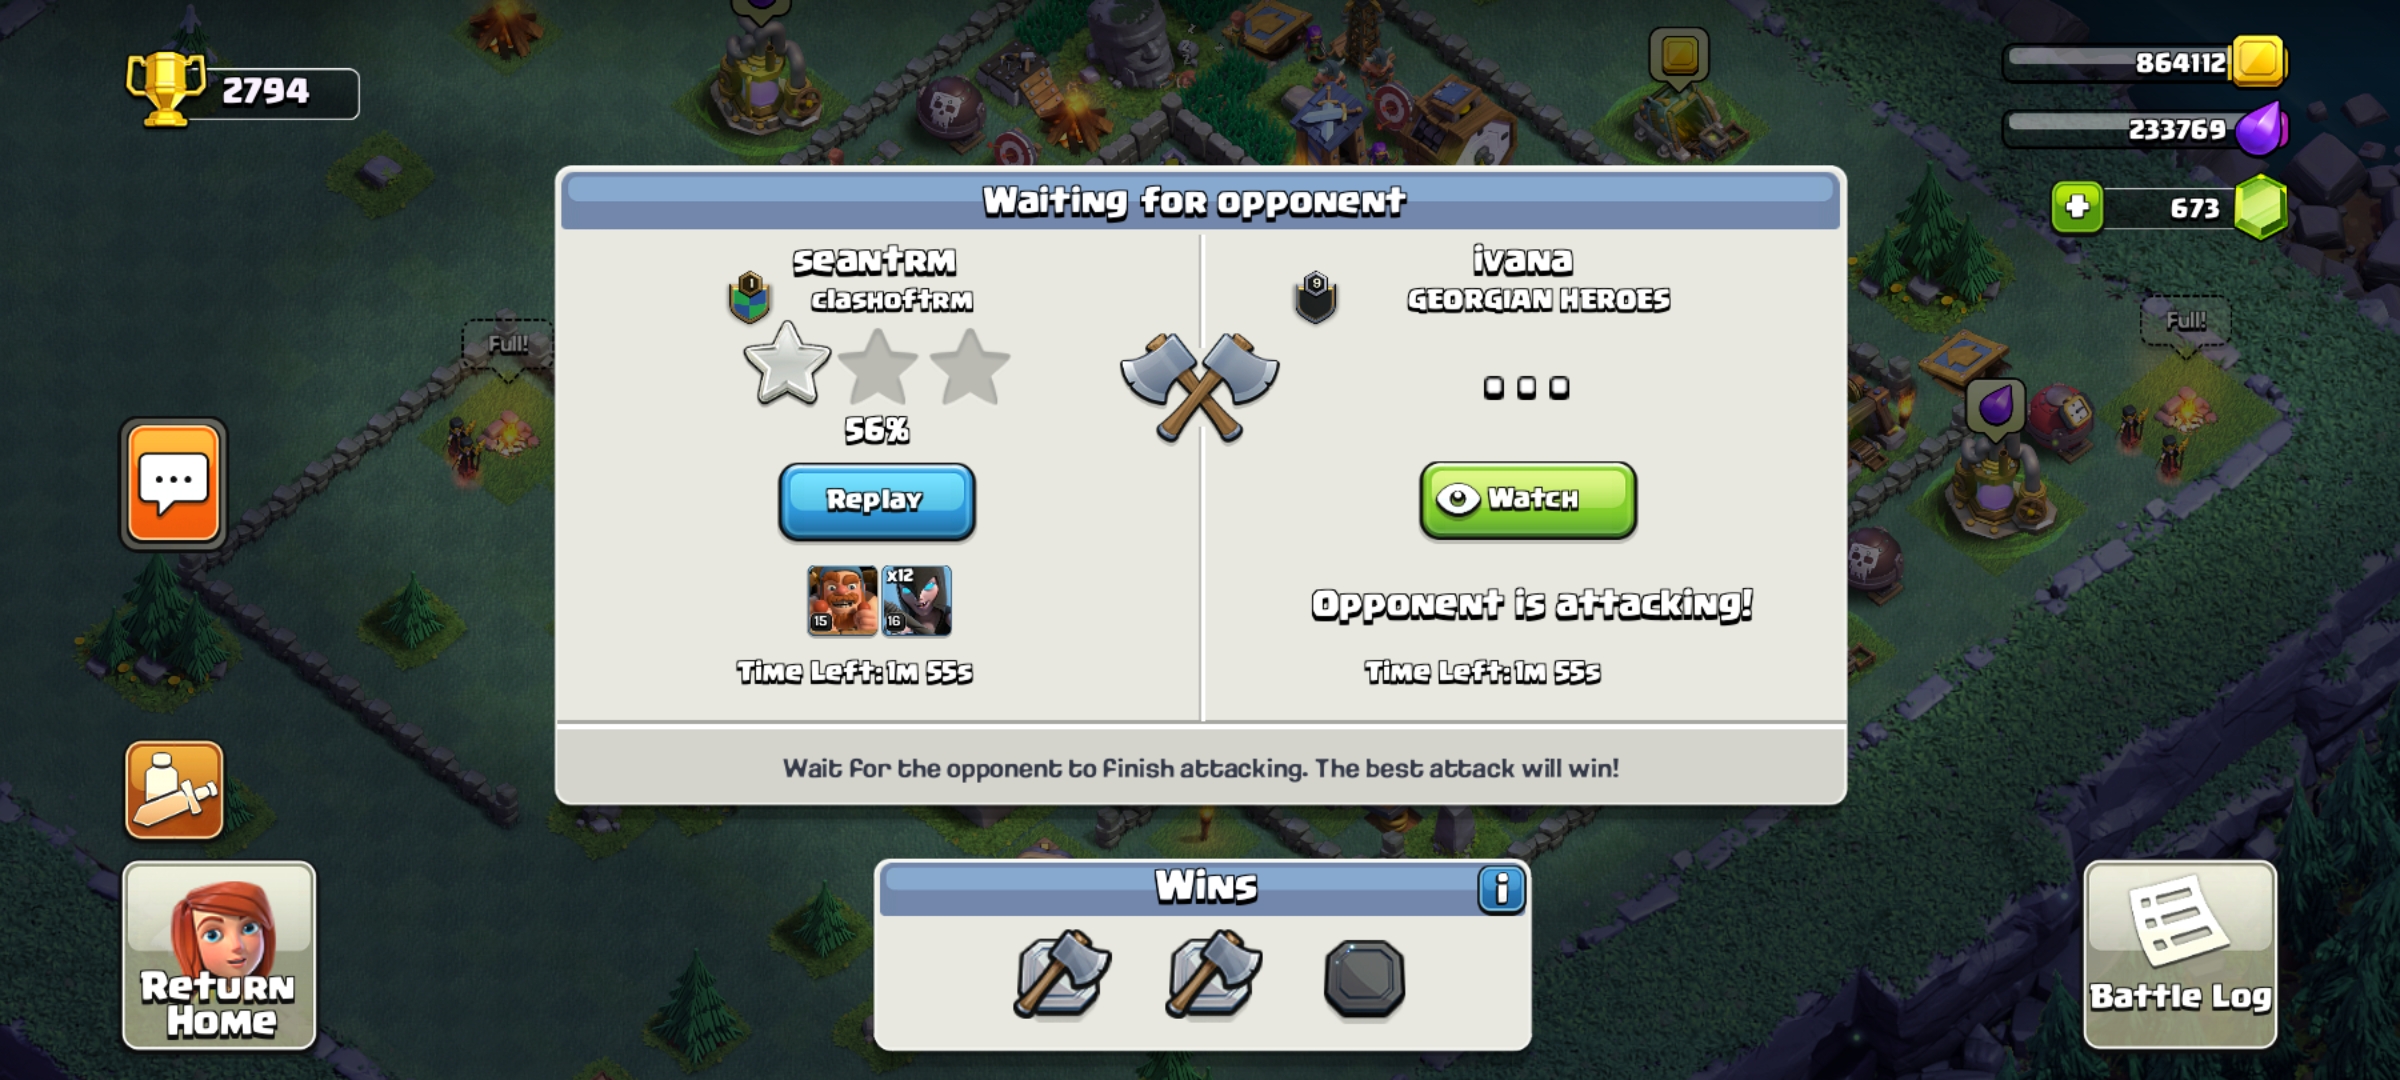 2794
864112
233769
673
Waiting for opponent
seantrm
1
clashoftrm
ivana
9
GEORGIAN HEROES
Full!
Full!
56%
Replay
Watch
x12
15
16
Opponent is attacking!
Time Left:1m 55s
Time Left:1m 55s
Wait for the opponent to finish attacking. The best attack will win!
Wins
i
Return
Home
Battle Log